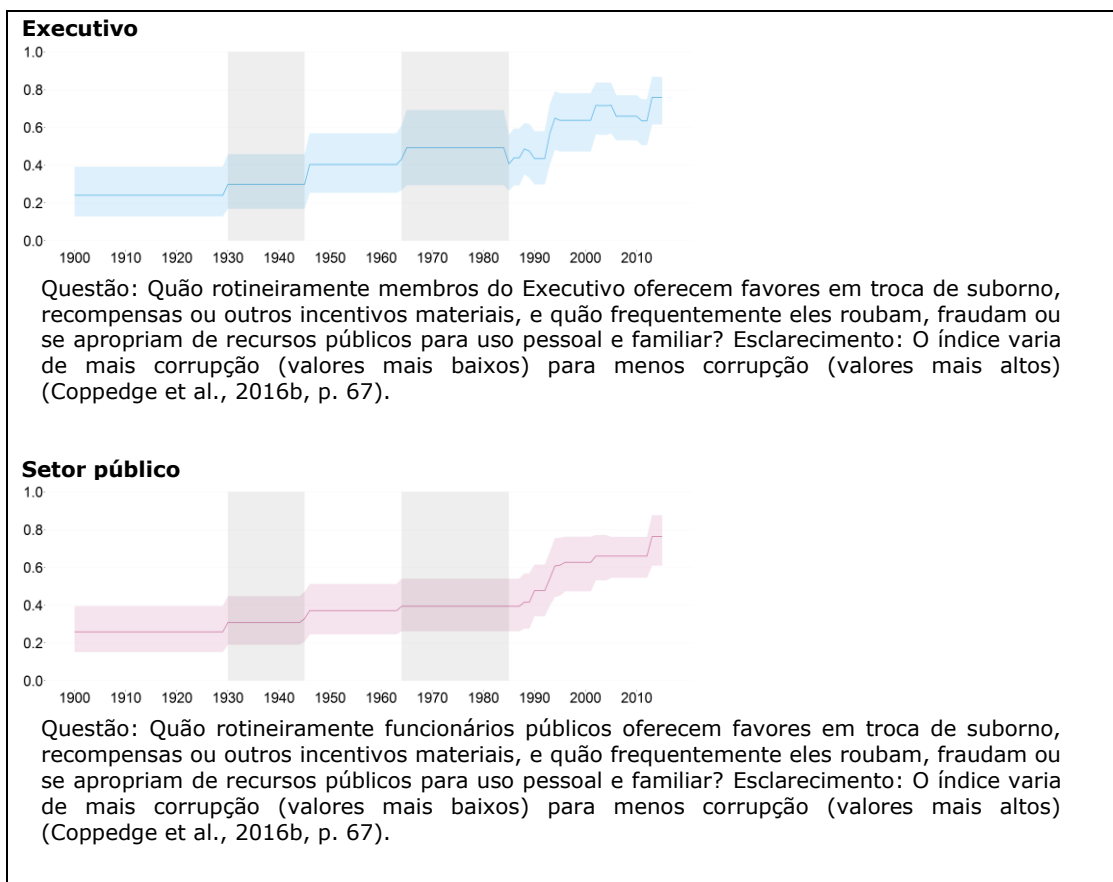 Executivo
1.0
0.8
0.6
0.4
0.2
0.0
1900 1910 1920 1930 1940 1950 1960 1970 1980 1990 2000 2010
Questão: Quão rotineiramente membros do Executivo oferecem favores em troca de suborno,
recompensas ou outros incentivos materiais, e quão frequentemente eles roubam, fraudam ou
se apropriam de recursos públicos para uso pessoal e familiar? Esclarecimento: O índice varia
de mais corrupção (valores mais baixos) para menos corrupção (valores mais altos)
(Coppedge et al., 2016b, p. 67).
Setor público
1.0
0.8
0.6
0.4
0.2
0.0
1900 1910 1920 1930 1940 1950 1960 1970 1980 1990 2000 2010
Questão: Quão rotineiramente funcionários públicos oferecem favores em troca de suborno,
recompensas ou outros incentivos materiais, e quão frequentemente eles roubam, fraudam ou
se apropriam de recursos públicos para uso pessoal e familiar? Esclarecimento: O índice varia
de mais corrupção (valores mais baixos) para menos corrupção (valores mais altos)
(Coppedge et al., 2016b, p. 67).